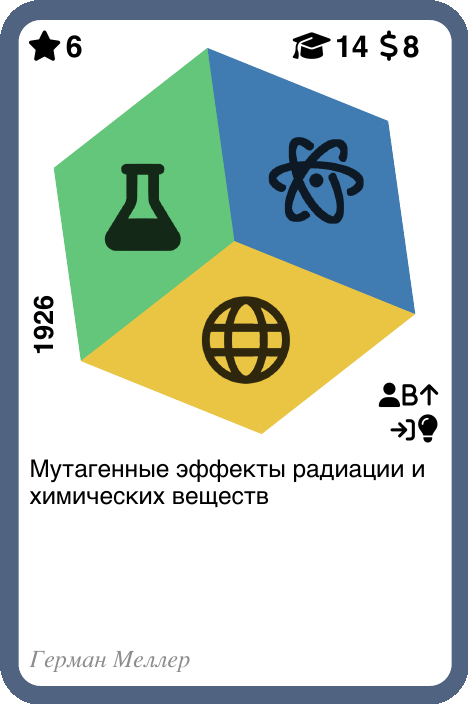 6
14 $8
1926
B
Мутагенные эффекты радиации и
химических веществ
Герман Меллер